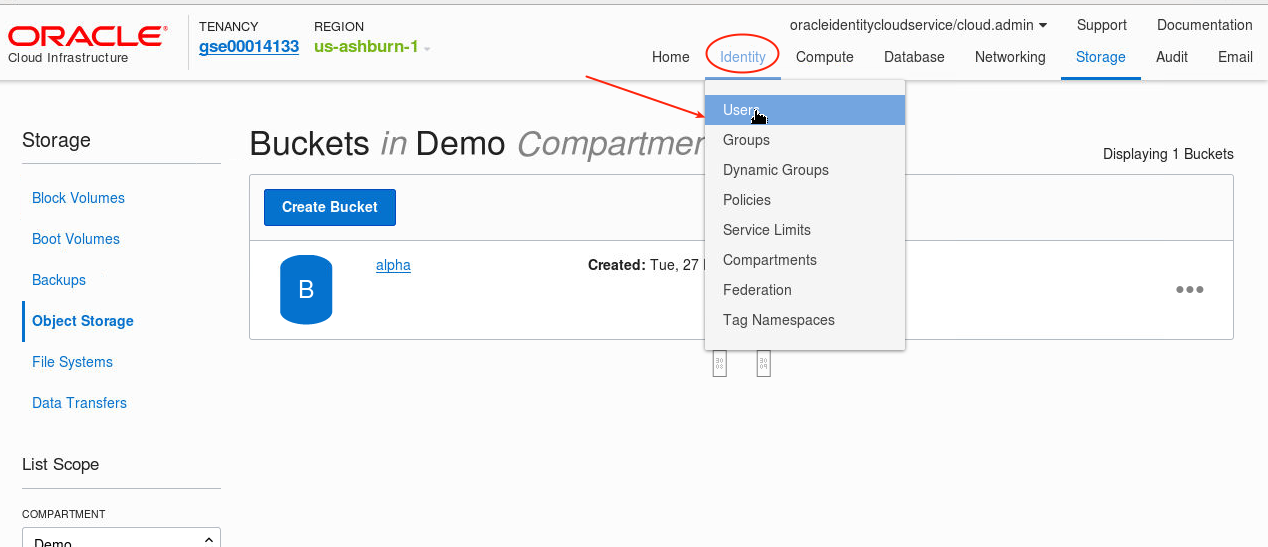 ORACLE®
Cloud Infrastructure
TENANCY
gse00014133
REGION
us-ashburn-1
oracleidentitycloudservice/cloud.admin
Support
Documentation
Home
Identity
Compute
Database
Networking
Storage
Audit
Email
Users
Groups
Dynamic Groups
Policies
Service Limits
Compartments
Federation
Tag Namespaces
Storage
Block Volumes
Boot Volumes
Backups
Object Storage
File Systems
Data Transfers
List Scope
COMPARTMENT
Demo
Buckets in Demo Compartmen
Displaying 1 Buckets
Create Bucket
B
alpha
Created: Tue, 27